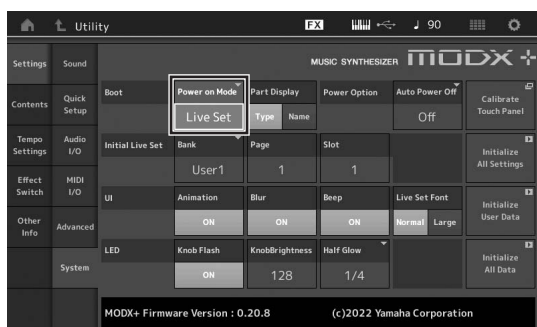 Utility
FX
90
Settings
Sound
MUSIC SYNTHESIZER MODX+
Contents
Quick
Setup
Boot
Power on Mode
Live Set
Part Display
Type Name
Power Option
Auto Power Off
Off
Calibrate
Touch Panel
Tempo
Settings
Audio
I/O
Initial Live Set
Bank
User1
Page
1
Slot
1
Initialize
All Settings
Effect
Switch
MIDI
I/O
UI
Animation
ON
Blur
ON
Beep
ON
Live Set Font
Normal Large
Initialize
User Data
Other
Info
Advanced
System
LED
Knob Flash
ON
KnobBrightness
128
Half Glow
1/4
Initialize
All Data
MODX+ Firmware Version : 0.20.8 (c)2022 Yamaha Corporation